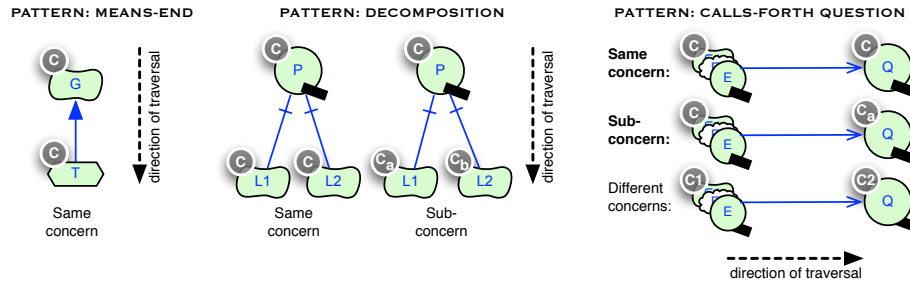 PATTERN: MEANS-END
C
G
C
T
Same
concern
direction of traversal
PATTERN: DECOMPOSITION
C
P
C
L1
C
L2
Same
concern
C
P
Ca
L1
Cb
L2
Sub-
concern
direction of traversal
PATTERN: CALLS-FORTH QUESTION
Same
concern:
C
E
C
Q
Sub-
concern:
C
E
Ca
Q
Different
concerns:
C1
E
C2
Q
direction of traversal